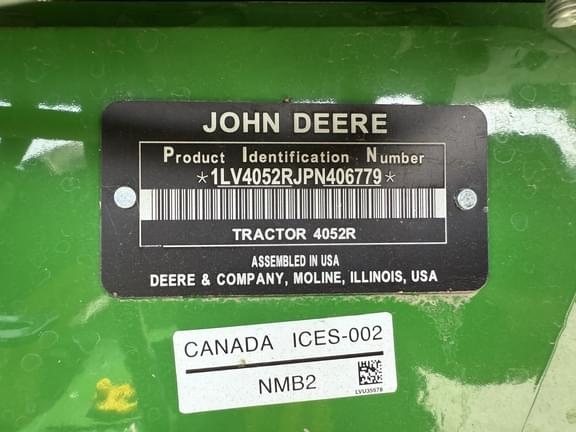 JOHN DEERE
Product Identification Number
*1LV4052RJPN406779*
TRACTOR 4052R
ASSEMBLED IN USA
DEERE & COMPANY, MOLINE, ILLINOIS, USA
CANADA ICES-002
NMB2
LVU35578